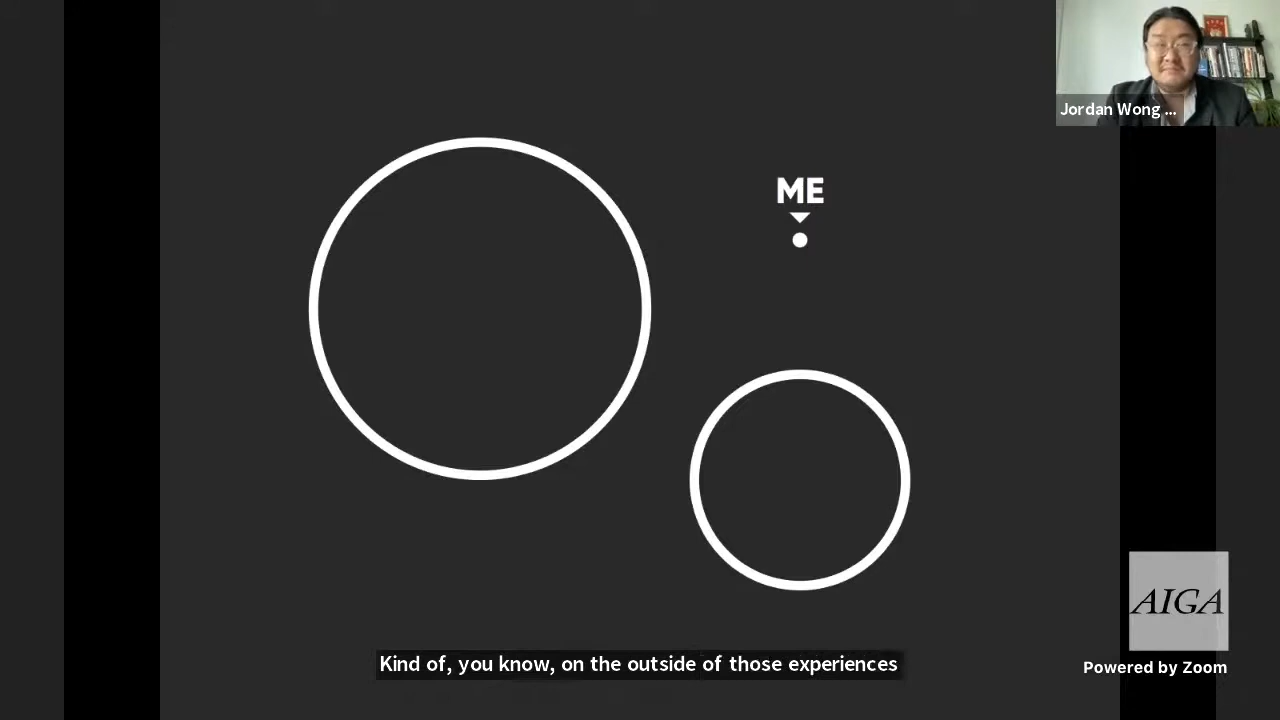 Jordan Wong ...
ME
AIGA
Kind of, you know, on the outside of those experiences
Powered by Zoom